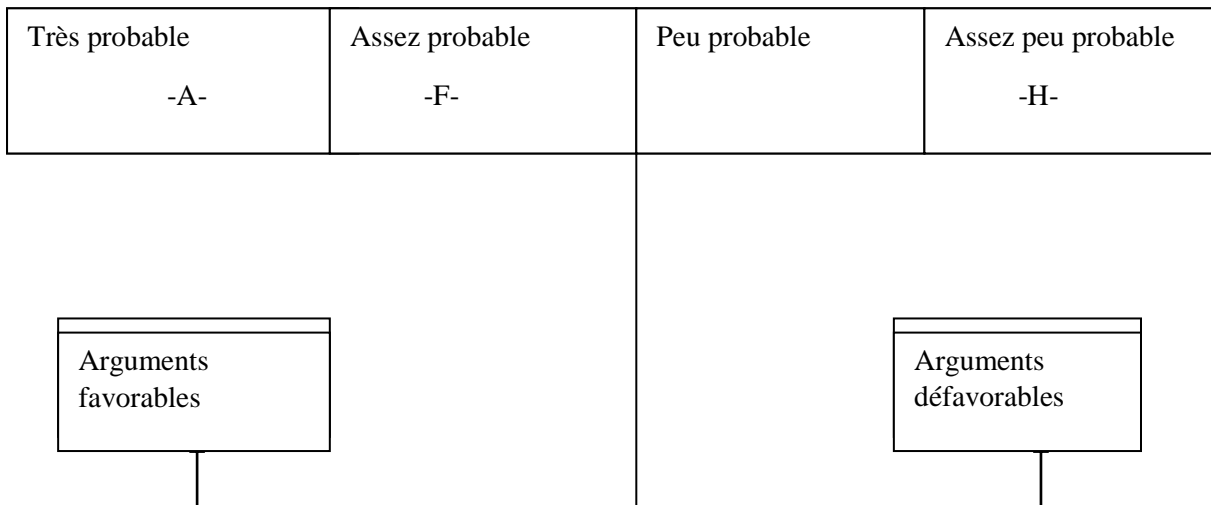 Très probable
Assez probable
Peu probable
Assez peu probable
-A-
-F-
-H-
Arguments
favorables
Arguments
défavorables